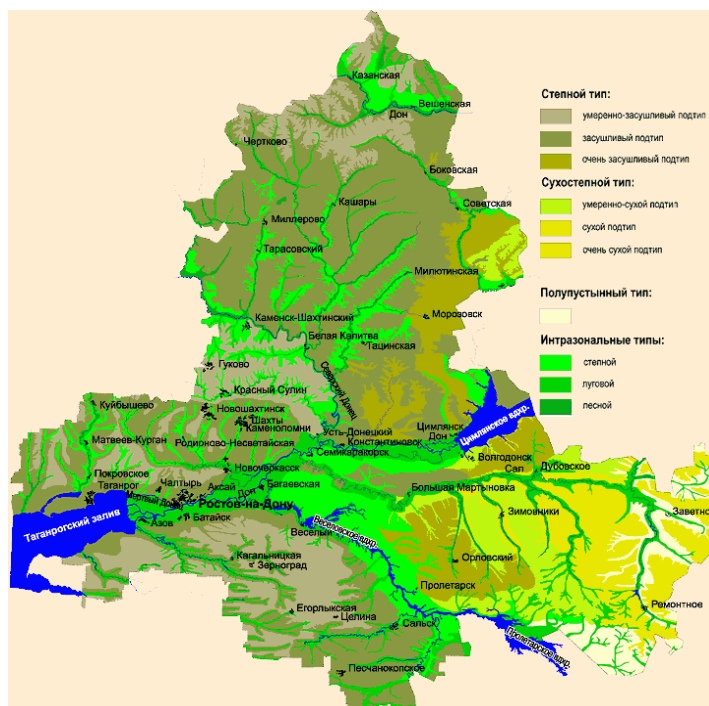 Казанская
Вешенская
Дон
Чертково
Боковская
Кашары
Советская
Миллерово
Тарасовский
Милютинская
Каменск-Шахтинский
Морозовск
Белая Калитва
Тацинская
Гуково
Северский Донец
Красный Сулин
Куйбышево
Новошахтинск
Шахты
Каменоломни
Усть-Донецкий
Цимлянск
Цимлянское вдхр.
Матвеев-Курган
Родионово-Несветайская
Константиновск
Дон
Семикаракорск
Волгодонск
Новочеркасск
Сал
Дубовское
Покровское
Таганрог
Чалтырь
Аксай
Дон
Багаевская
Большая Мартыновка
Мертвый Донец
Ростов-на-Дону
Зимовники
Заветно
Таганрогский залив
Азов
Батайск
Веселый
Веселовское вдхр.
Кагальницкая
Зерноград
Орловский
Пролетарск
Егорлыкская
Целина
Сальск
Ремонтное
Пролетарское вдхр.
Песчанокопское
Степной тип:
умеренно-засушливый подтип
засушливый подтип
очень засушливый подтип
Сухостепной тип:
умеренно-сухой подтип
сухой подтип
очень сухой подтип
Полупустынный тип:
Интразональные типы:
степной
луговой
лесной